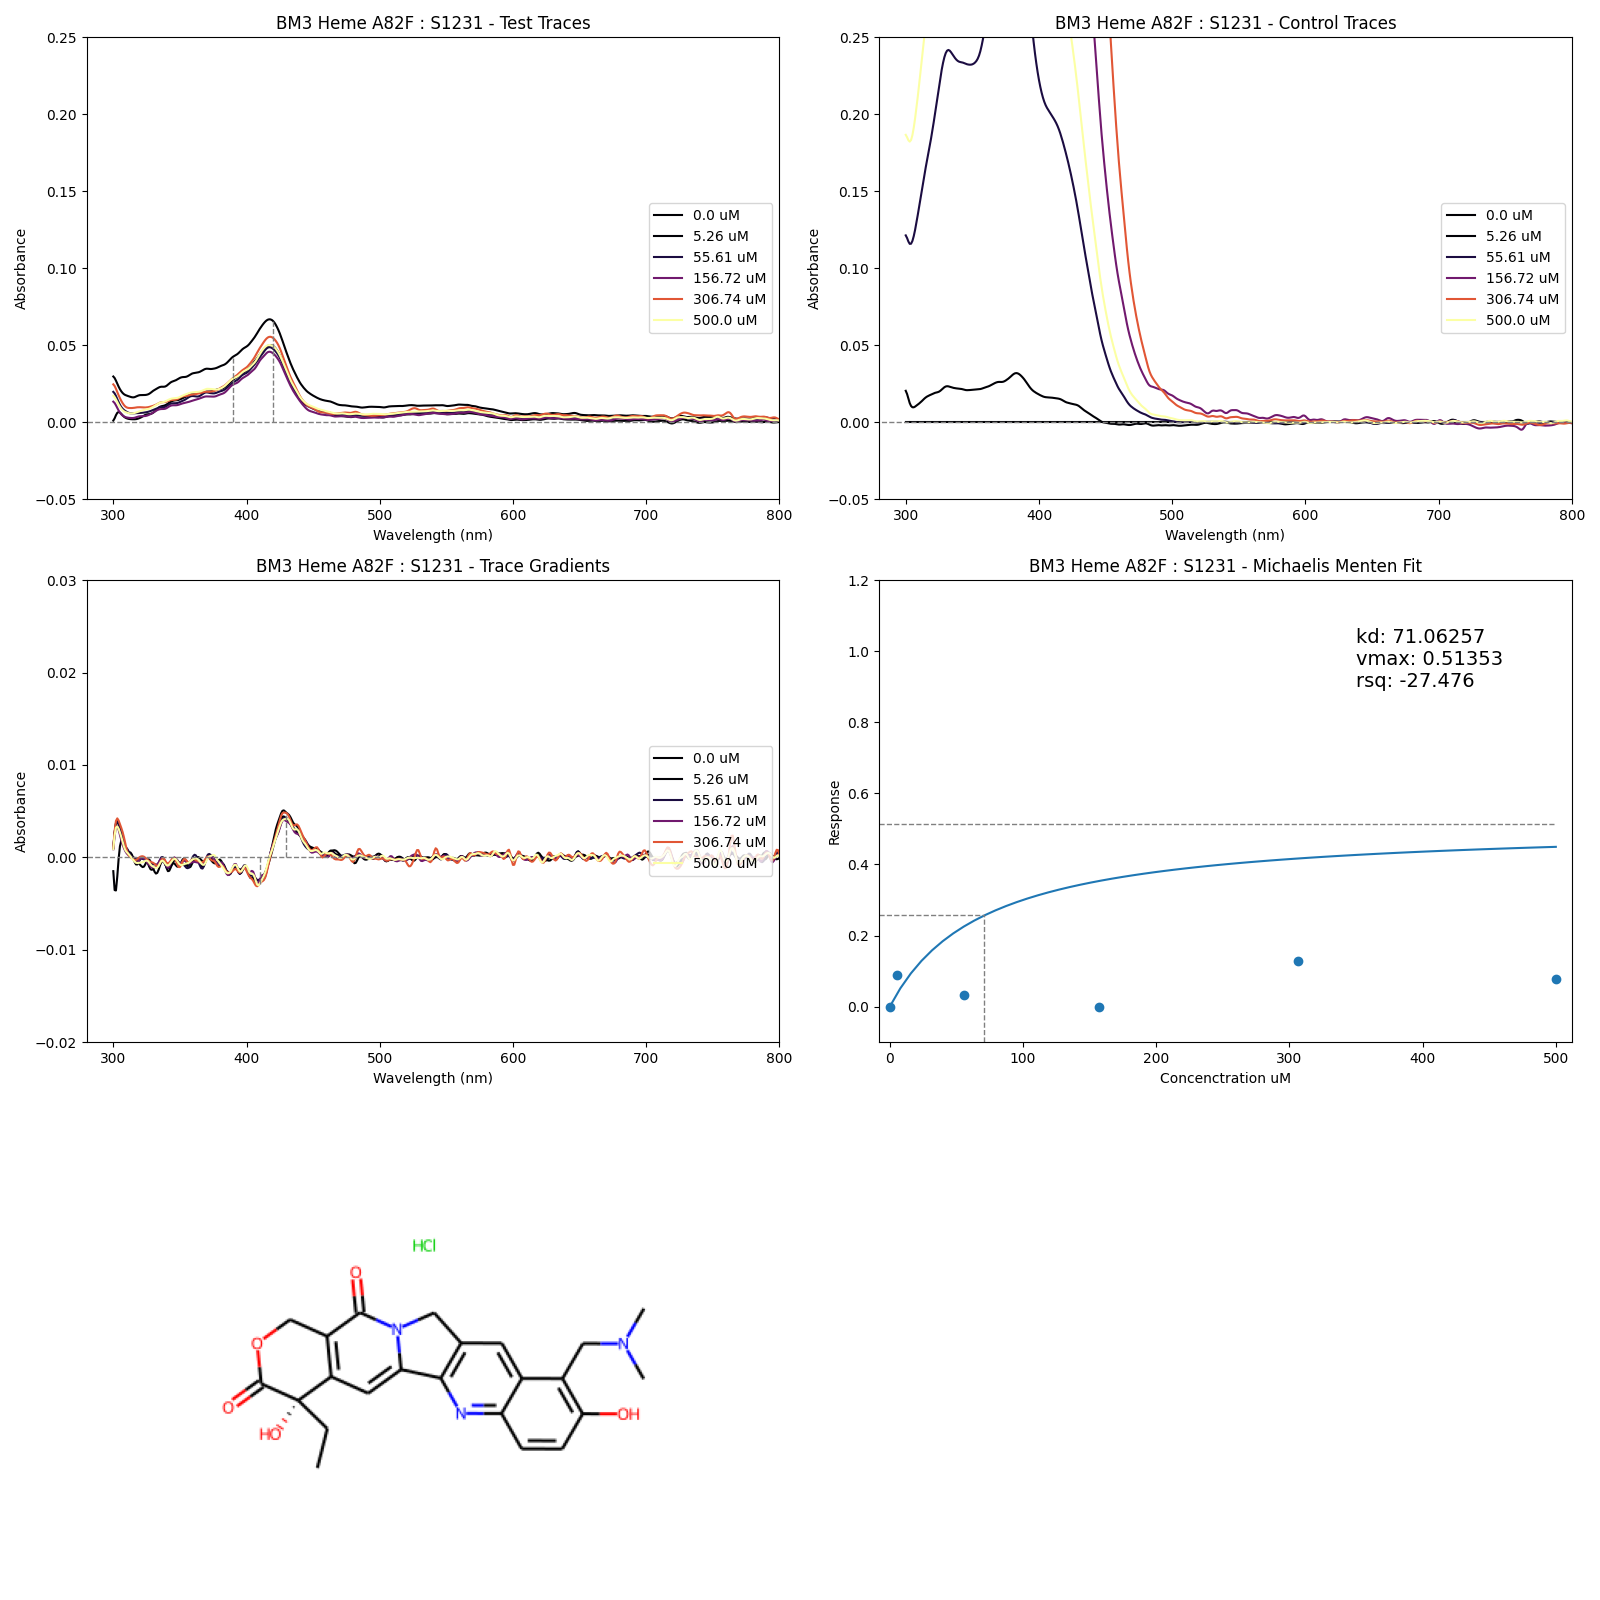 BM3 Heme A82F : S1231 - Test Traces
0.25
0.20
0.15
0.10
0.05
0.00
−0.05
Absorbance
300 400 500 600 700 800
Wavelength (nm)
0.0 uM
5.26 uM
55.61 uM
156.72 uM
306.74 uM
500.0 uM
BM3 Heme A82F : S1231 - Control Traces
0.25
0.20
0.15
0.10
0.05
0.00
−0.05
Absorbance
300 400 500 600 700 800
Wavelength (nm)
0.0 uM
5.26 uM
55.61 uM
156.72 uM
306.74 uM
500.0 uM
BM3 Heme A82F : S1231 - Trace Gradients
0.03
0.02
0.01
0.00
−0.01
−0.02
Absorbance
300 400 500 600 700 800
Wavelength (nm)
0.0 uM
5.26 uM
55.61 uM
156.72 uM
306.74 uM
500.0 uM
BM3 Heme A82F : S1231 - Michaelis Menten Fit
1.2
1.0
0.8
0.6
0.4
0.2
0.0
Response
kd: 71.06257
vmax: 0.51353
rsq: -27.476
0 100 200 300 400 500
Concenctration uM
HCl
O
N
O
N
O
N
OH
HO